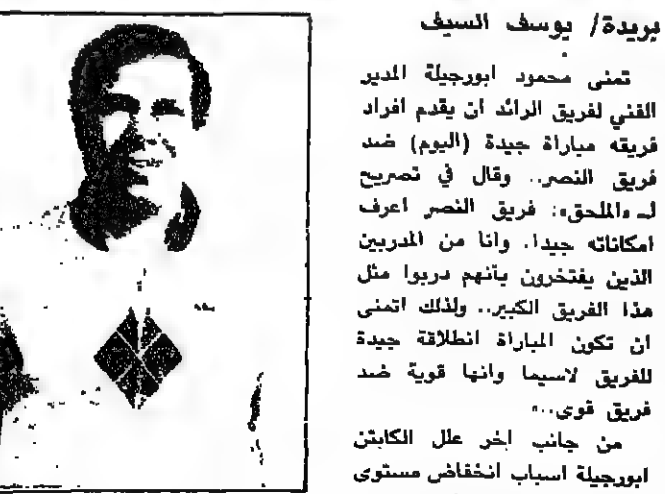 بريدة/ يوسف السيف
تمنى محمود ابورجيلة المدير
الفني لفريق الرائد ان يقدم افراد
فريقه مباراة جيدة (اليوم) ضد
فريق النصر.. وقال في تصريح
لـ «الملحق»: فريق النصر اعرف
امكاناته جيدا. وانا من المدربين
الذين يفتخرون بأنهم دربوا مثل
هذا الفريق الكبير.. ولذلك اتمنى
ان تكون المباراة انطلاقة جيدة
للفريق لاسيما وانها قوية ضد
فريق قوي..»
من جانب اخر علل الكابتن
ابورجيلة اسباب انخفاض مستوى